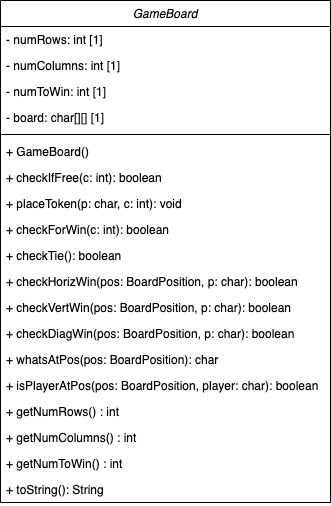 GameBoard
- numRows: int [1]
- numColumns: int [1]
- numToWin: int [1]
- board: char[][] [1]
+ GameBoard()
+ checkIfFree(c: int): boolean
+ placeToken(p: char, c: int): void
+ checkForWin(c: int): boolean
+ checkTie(): boolean
+ checkHorizWin(pos: BoardPosition, p: char): boolean
+ checkVertWin(pos: BoardPosition, p: char): boolean
+ checkDiagWin(pos: BoardPosition, p: char): boolean
+ whatsAtPos(pos: BoardPosition): char
+ isPlayerAtPos(pos: BoardPosition, player: char): boolean
+ getNumRows() : int
+ getNumColumns() : int
+ getNumToWin() : int
+ toString(): String